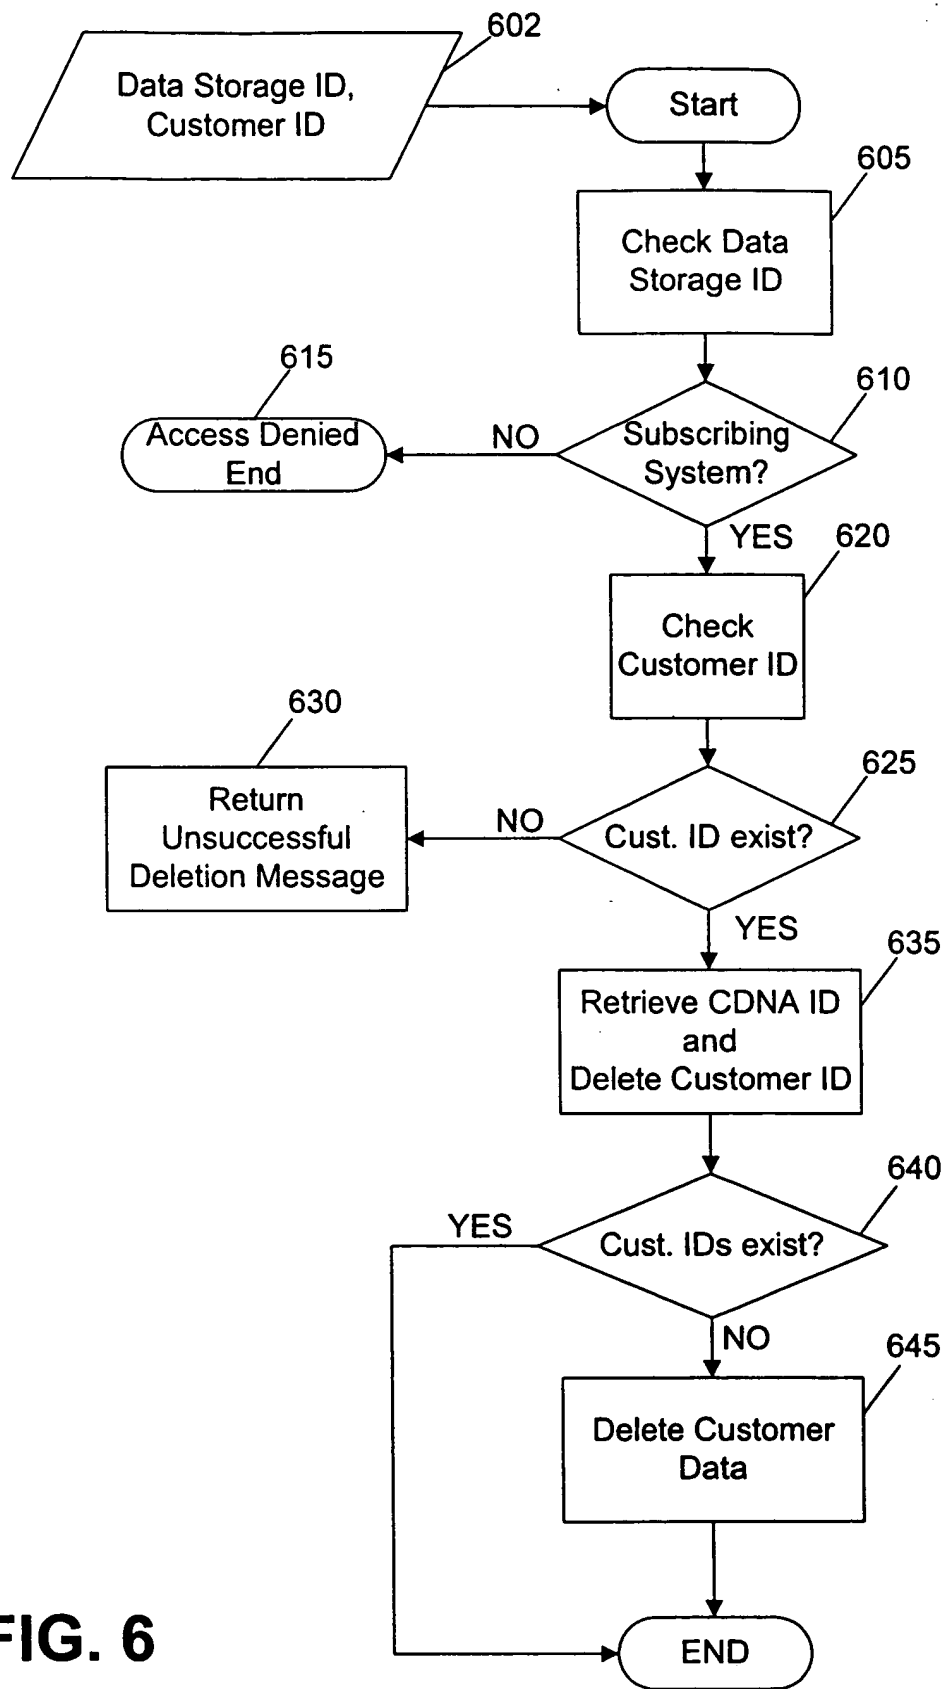 602
Data Storage ID,
Customer ID
Start
605
Check Data
Storage ID
615
610
Access Denied
End
NO
Subscribing
System?
YES
620
Check
Customer ID
630
625
Return
Unsuccessful
Deletion Message
NO
Cust. ID exist?
YES
635
Retrieve CDNA ID
and
Delete Customer ID
640
YES
Cust. IDs exist?
NO
645
Delete Customer
Data
FIG. 6
END